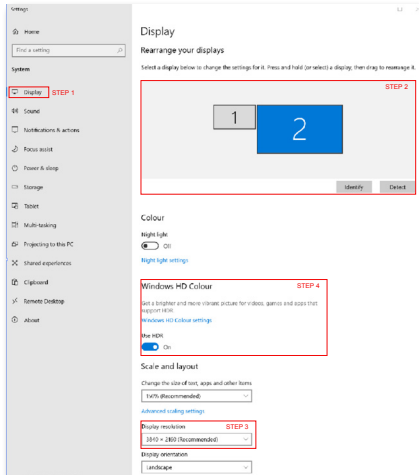 Settings
Home
Find a setting
System
Display STEP 1
Sound
Notifications & actions
Focus assist
Power & sleep
Storage
Tablet
Multi-tasking
Projecting to this PC
Shared experiences
Clipboard
Remote Desktop
About
Display
Rearrange your displays
Select a display below to change the settings for it. Press and hold (or select) a display, then drag to rearrange it.
STEP 2
1
2
Identify Detect
Colour
Night light
Off
Night light settings
Windows HD Colour STEP 4
Get a brighter and more vibrant picture for videos, games and apps that
support HDR
Windows HD Colour settings
Use HDR
On
Scale and layout
Change the size of text, apps and other items
150% (Recommended)
Advanced scaling settings
Display resolution STEP 3
3840 × 2160 (Recommended)
Display orientation
Landscape